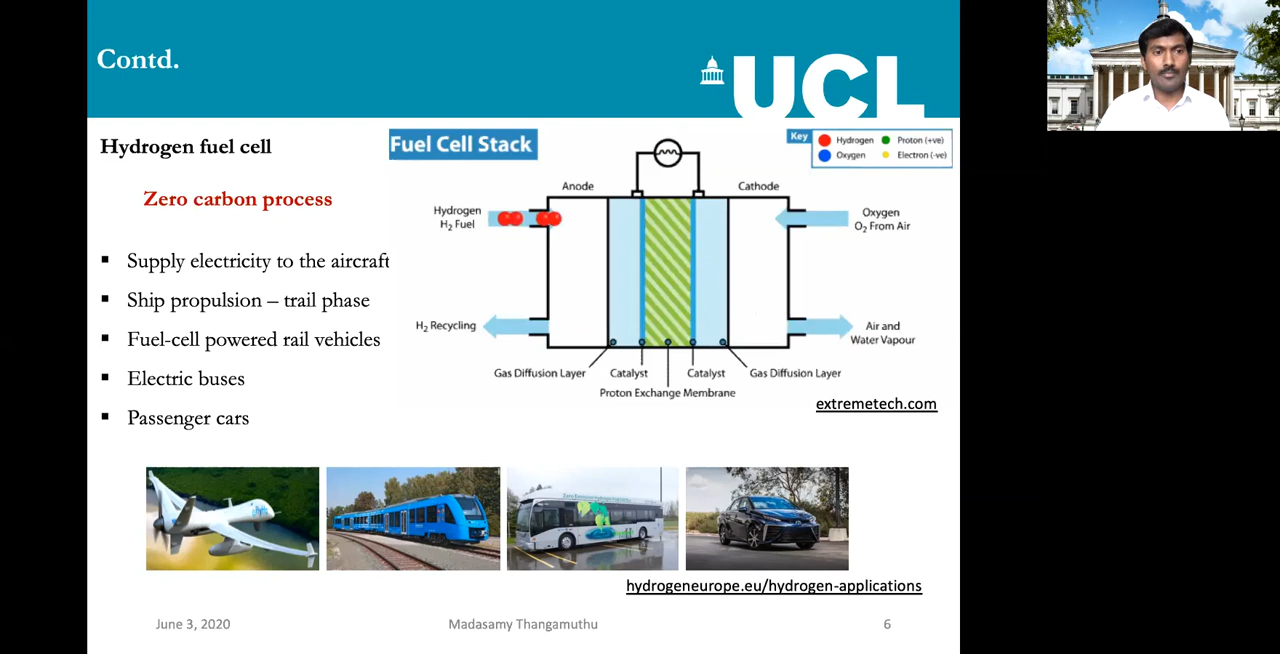 Contd.
UCL
Hydrogen fuel cell
Zero carbon process
▪ Supply electricity to the aircraft
▪ Ship propulsion – trail phase
▪ Fuel-cell powered rail vehicles
▪ Electric buses
▪ Passenger cars
Fuel Cell Stack
Key
Hydrogen
Proton (+ve)
Oxygen
Electron (-ve)
Anode
Cathode
Hydrogen
H₂ Fuel
Oxygen
O₂ From Air
H₂ Recycling
Air and
Water Vapour
Gas Diffusion Layer
Catalyst
Catalyst
Gas Diffusion Layer
Proton Exchange Membrane
extremetech.com
hydrogeneurope.eu/hydrogen-applications
June 3, 2020
Madasamy Thangamuthu
6